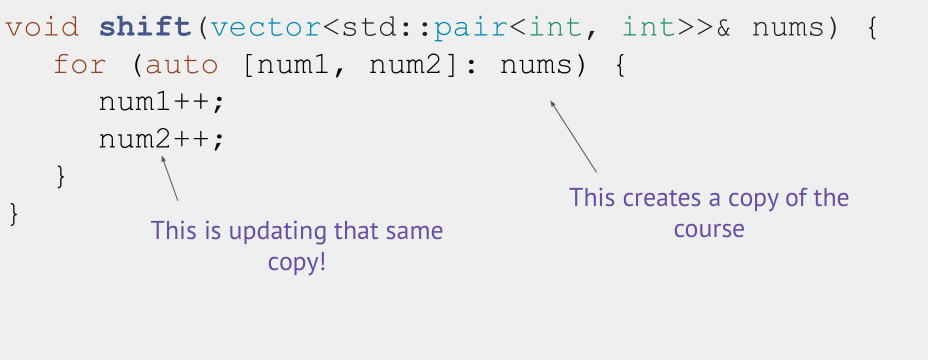 void shift(vector<std::pair<int, int>>& nums) {
for (auto [num1, num2]: nums) {
num1++;
num2++;
}
}
This creates a copy of the
course
This is updating that same
copy!